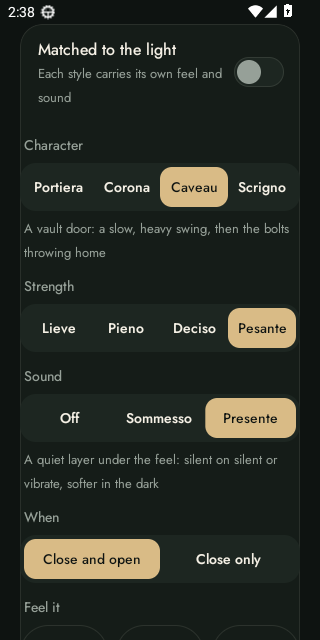 2:38
Matched to the light
Each style carries its own feel and
sound
Character
Portiera Corona Caveau Scrigno
A vault door: a slow, heavy swing, then the bolts
throwing home
Strength
Lieve Pieno Deciso Pesante
Sound
Off Sommesso Presente
A quiet layer under the feel: silent on silent or
vibrate, softer in the dark
When
Close and open Close only
Feel it